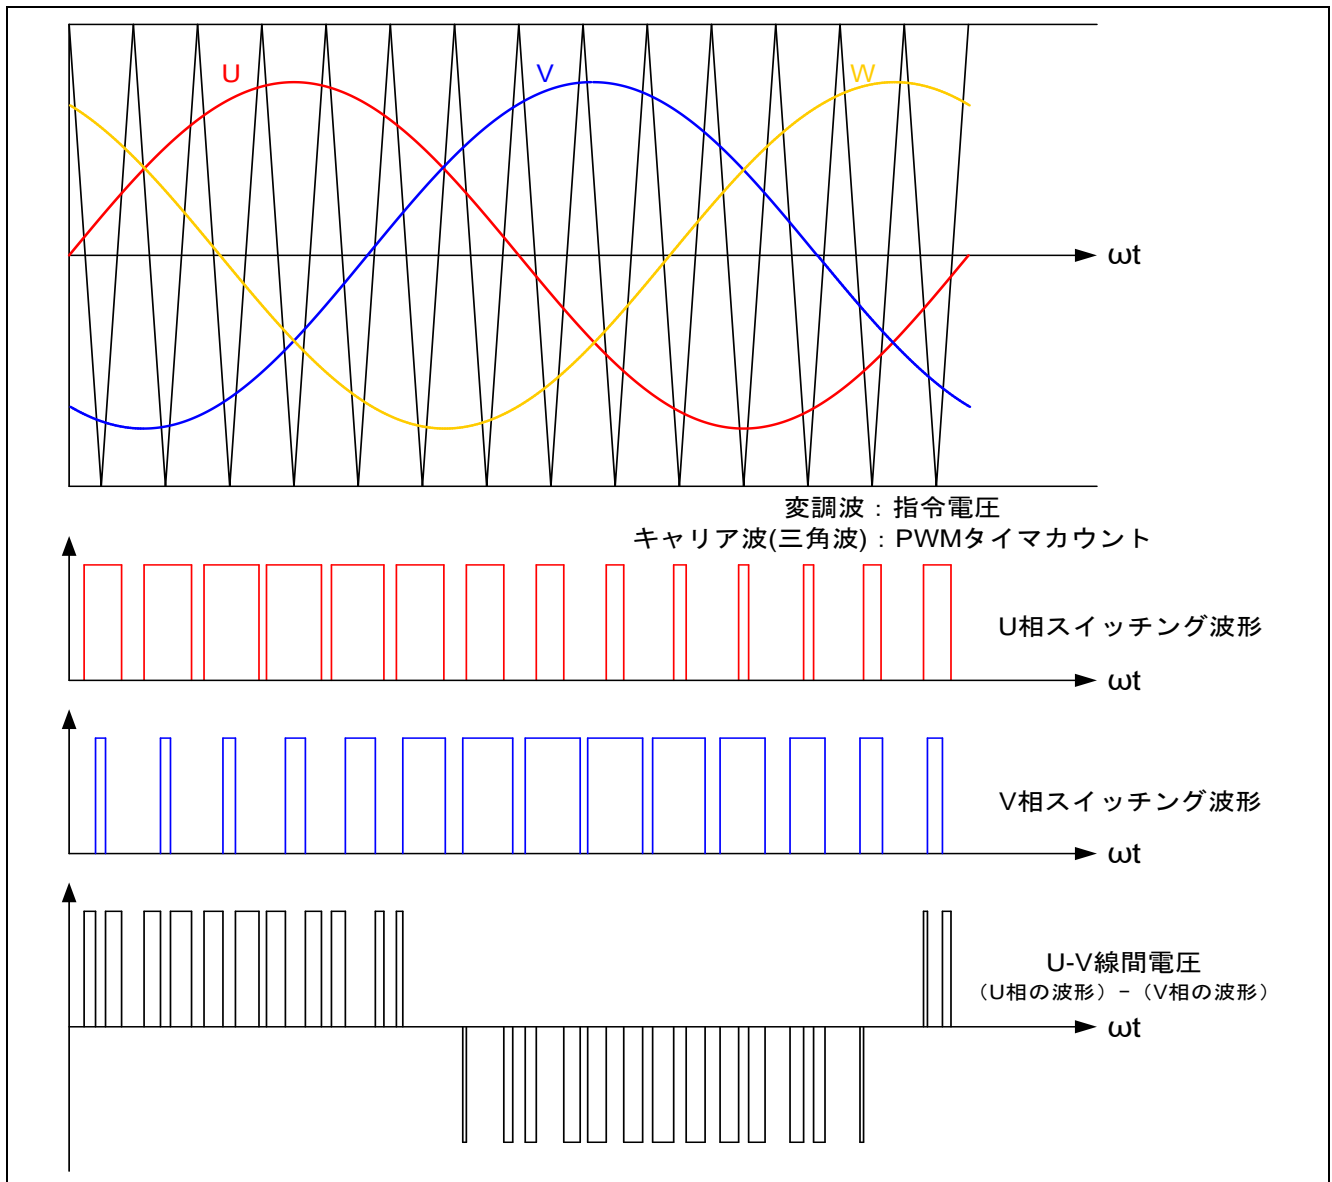 U
V
W
ωt
変調波：指令電圧
キャリア波(三角波)：PWMタイマカウント
U相スイッチング波形
ωt
V相スイッチング波形
ωt
U-V線間電圧
（U相の波形）－（V相の波形）
ωt